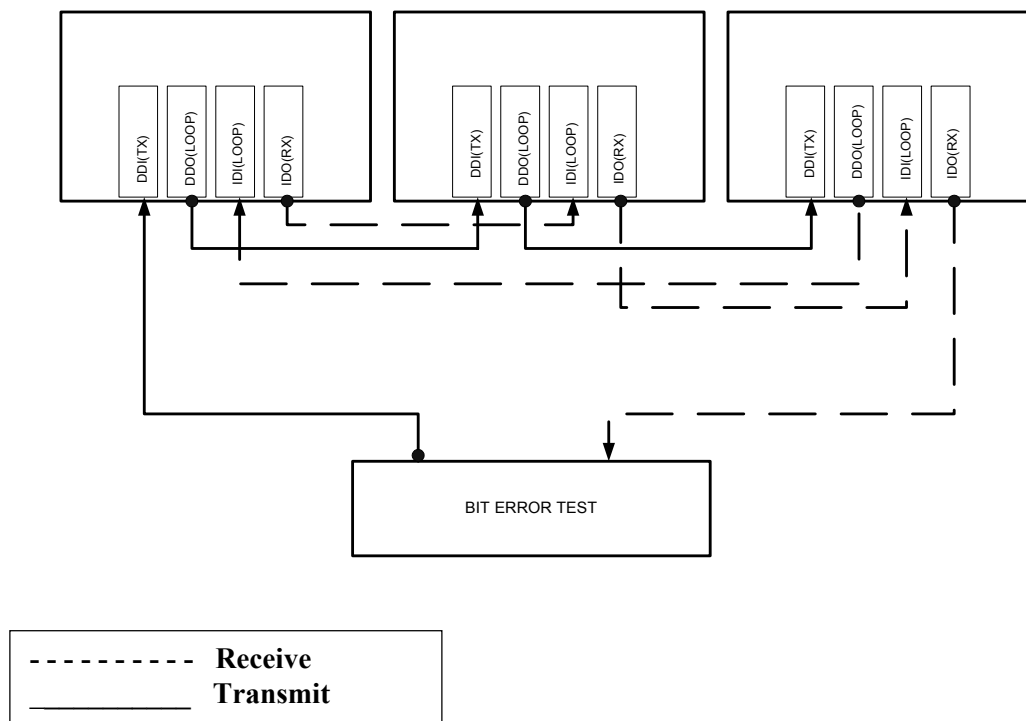 DDI(TX)
DDO(LOOP)
IDI(LOOP)
IDO(RX)
DDI(TX)
DDO(LOOP)
IDI(LOOP)
IDO(RX)
DDI(TX)
DDO(LOOP)
IDI(LOOP)
IDO(RX)
BIT ERROR TEST
Receive
Transmit